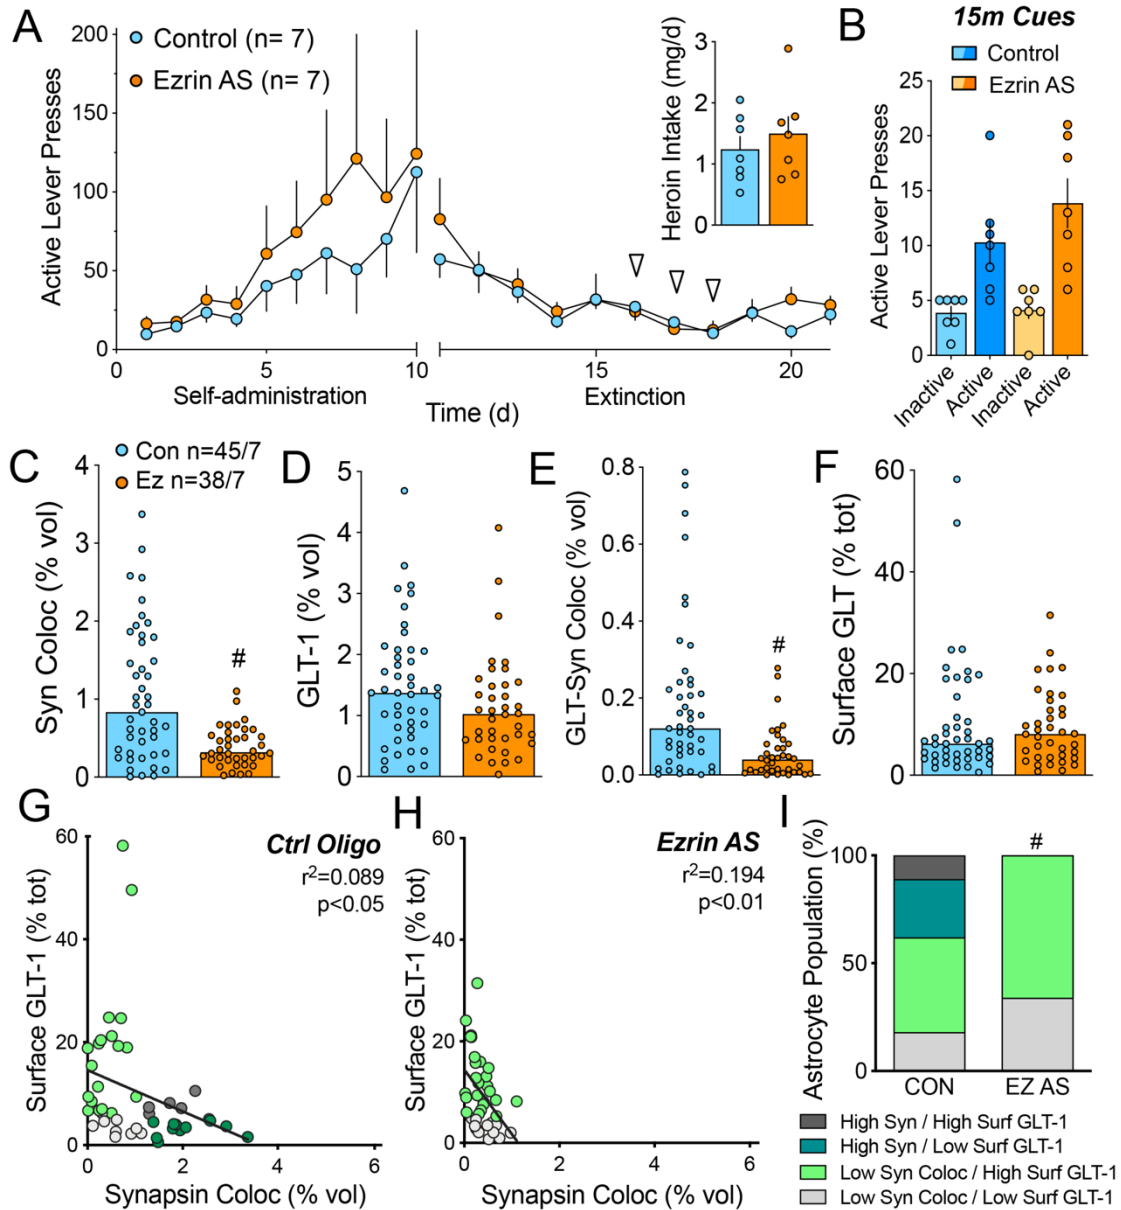 A
Control (n= 7)
Ezrin AS (n= 7)
Active Lever Presses
200
150
100
50
0
0
5
10
15
20
Self-administration
Extinction
Time (d)
Heroin Intake (mg/d)
3
2
1
0
B
15m Cues
Control
Ezrin AS
Active Lever Presses
25
20
15
10
5
0
Inactive
Active
Inactive
Active
C
Con n=45/7
Ez n=38/7
Syn Coloc (% vol)
4
3
2
1
0
#
D
GLT-1 (% vol)
5
4
3
2
1
0
E
GLT-Syn Coloc (% vol)
0.8
0.6
0.4
0.2
0.0
#
F
Surface GLT (% tot)
60
40
20
0
G
Ctrl Oligo
r²=0.089
p<0.05
Surface GLT-1 (% tot)
60
40
20
0
0
2
4
6
Synapsin Coloc (% vol)
H
Ezrin AS
r²=0.194
p<0.01
Surface GLT-1 (% tot)
60
40
20
0
0
2
4
6
Synapsin Coloc (% vol)
I
Astrocyte Population (%)
100
50
0
#
CON
EZ AS
High Syn / High Surf GLT-1
High Syn / Low Surf GLT-1
Low Syn Coloc / High Surf GLT-1
Low Syn Coloc / Low Surf GLT-1